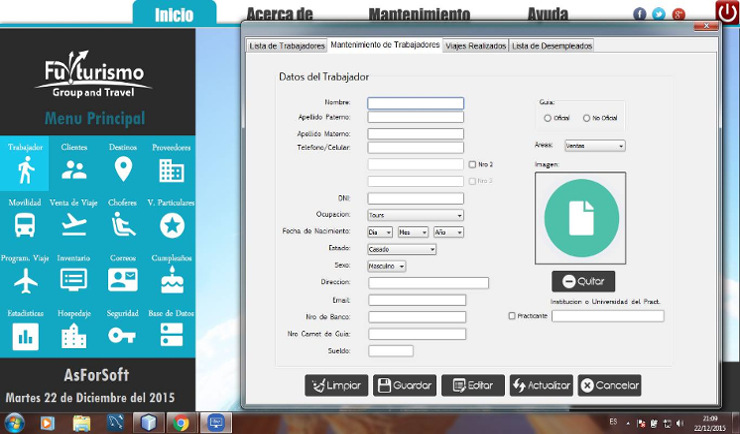 Inicio
Acerca de
Mantenimiento
Ayuda
Futurismo
Group and Travel
Menu Principal
Trabajador
Clientes
Destinos
Proveedores
Movilidad
Venta de Viaje
Choferes
V. Particulares
Program. Viaje
Inventario
Correos
Cumpleaños
Estadisticas
Hospedaje
Seguridad
Base de Datos
AsForSoft
Martes 22 de Diciembre del 2015
Lista de Trabajadores
Mantenimiento de Trabajadores
Viajes Realizados
Lista de Desempleados
Datos del Trabajador
Nombre:
Apellido Paterno:
Apellido Materno:
Telefono/Celular:
Nro 2
Nro 3
DNI:
Ocupacion:
Tours
Fecha de Nacimiento:
Dia
Mes
Año
Estado:
Casado
Sexo:
Masculino
Direccion:
Email:
Nro de Banco:
Nro Carnet de Guia:
Sueldo:
Guia:
Oficial
No Oficial
Areas:
Ventas
Imagen:
Quitar
Institucion o Universidad del Pract.
Practicante
Limpiar
Guardar
Editar
Actualizar
Cancelar
ES
21:09
22/12/2015